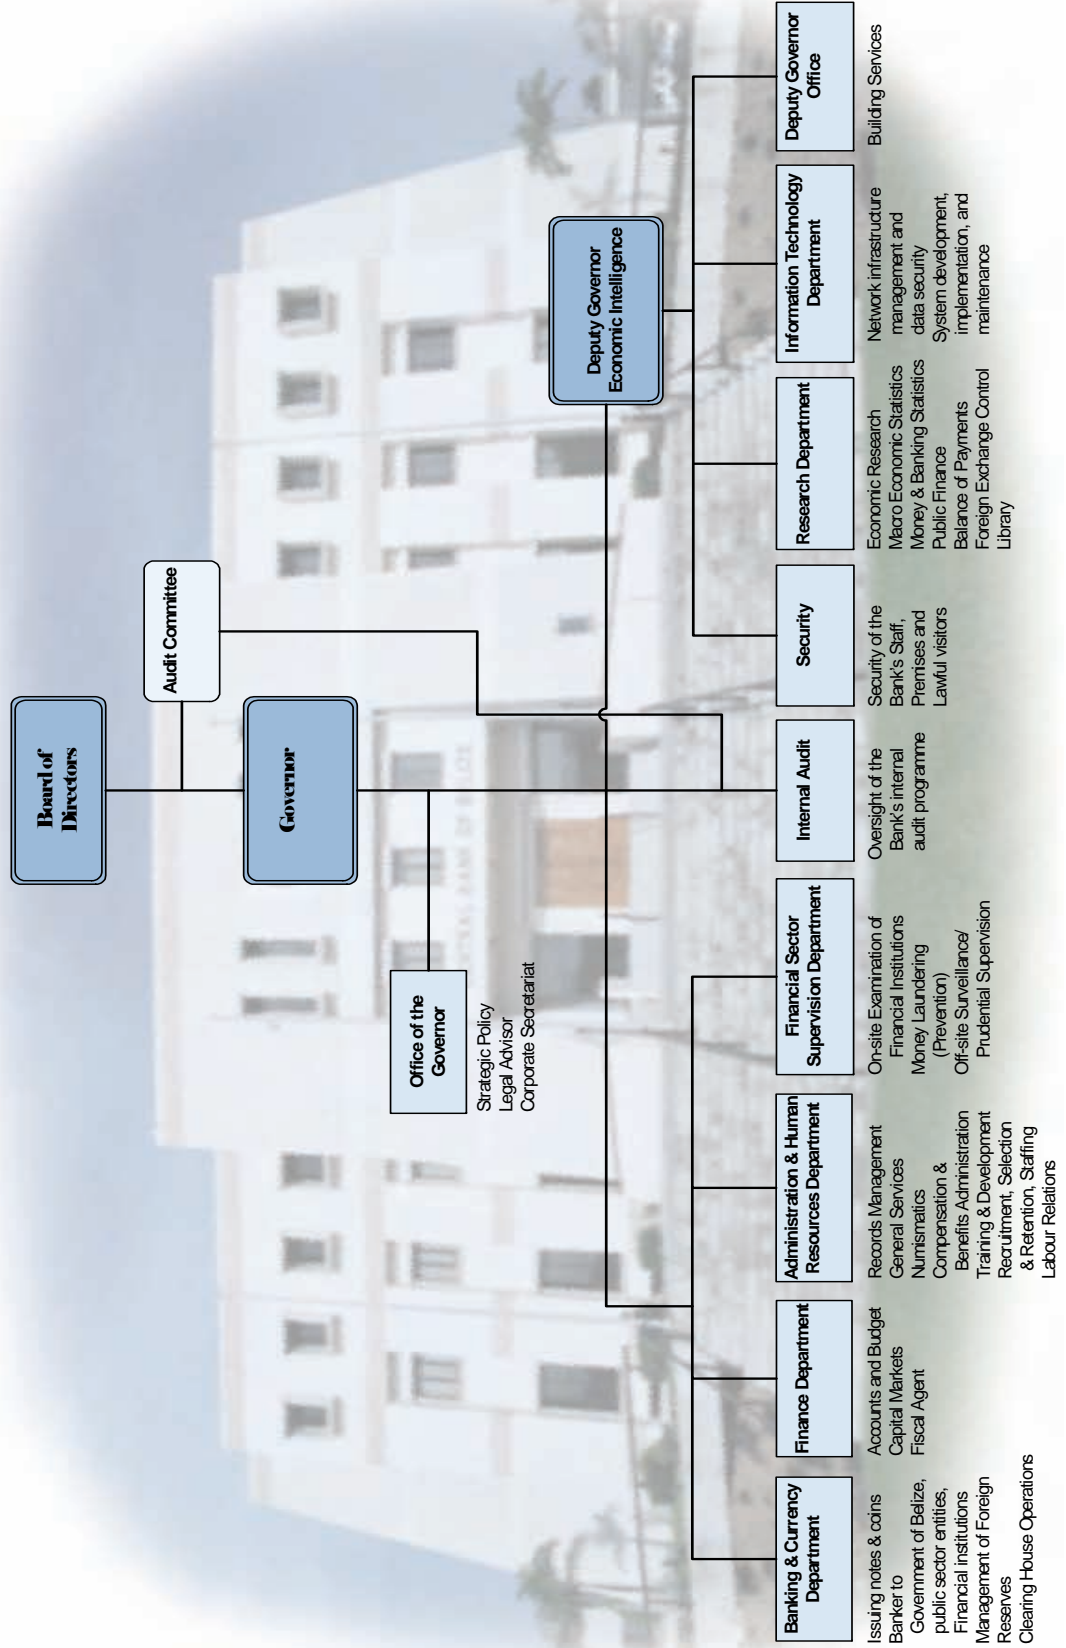 Board of
Directors
Audit Committee
Governor
Office of the
Governor
Strategic Policy
Legal Advisor
Corporate Secretariat
Deputy Governor
Economic Intelligence
Banking & Currency
Department
Issuing notes & coins
Banker to
Government of Belize,
public sector entities,
Financial institutions
Management of Foreign
Reserves
Clearing House Operations
Finance Department
Accounts and Budget
Capital Markets
Fiscal Agent
Administration & Human
Resources Department
Records Management
General Services
Numismatics
Compensation &
Benefits Administration
Training & Development
Recruitment, Selection
& Retention, Staffing
Labour Relations
Financial Sector
Supervision Department
On-site Examination of
Financial Institutions
Money Laundering
(Prevention)
Off-site Surveillance/
Prudential Supervision
Internal Audit
Oversight of the
Bank's internal
audit programme
Security
Security of the
Bank's Staff,
Premises and
Lawful visitors
Research Department
Economic Research
Macro Economic Statistics
Money & Banking Statistics
Public Finance
Balance of Payments
Foreign Exchange Control
Library
Information Technology
Department
Network infrastructure
management and
data security
System development,
implementation, and
maintenance
Deputy Governor
Office
Building Services